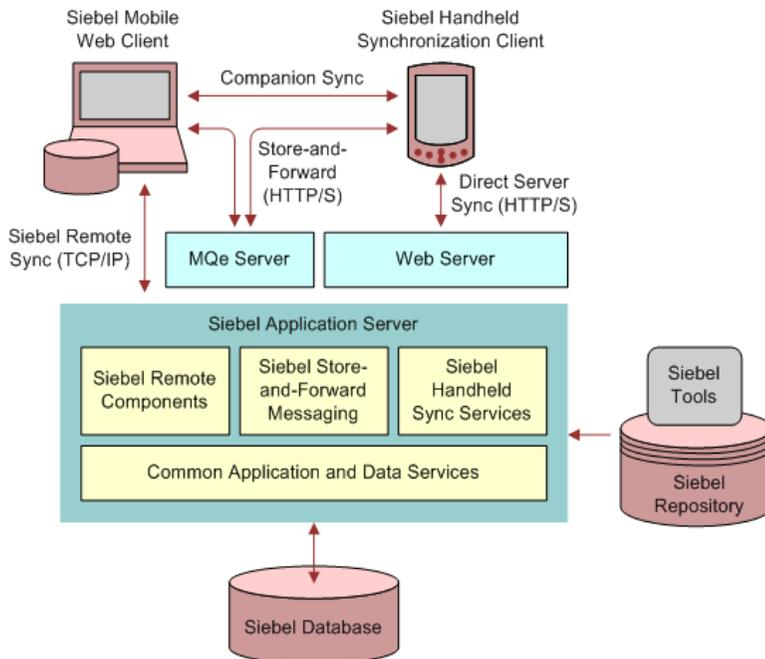 Siebel Mobile
Web Client
Siebel Handheld
Synchronization Client
Companion Sync
Store-and-
Forward
(HTTP/S)
Direct Server
Sync (HTTP/S)
Siebel Remote
Sync (TCP/IP)
MQe Server
Web Server
Siebel Application Server
Siebel Remote
Components
Siebel Store-
and-Forward
Messaging
Siebel
Handheld
Sync Services
Common Application and Data Services
Siebel
Tools
Siebel
Repository
Siebel Database